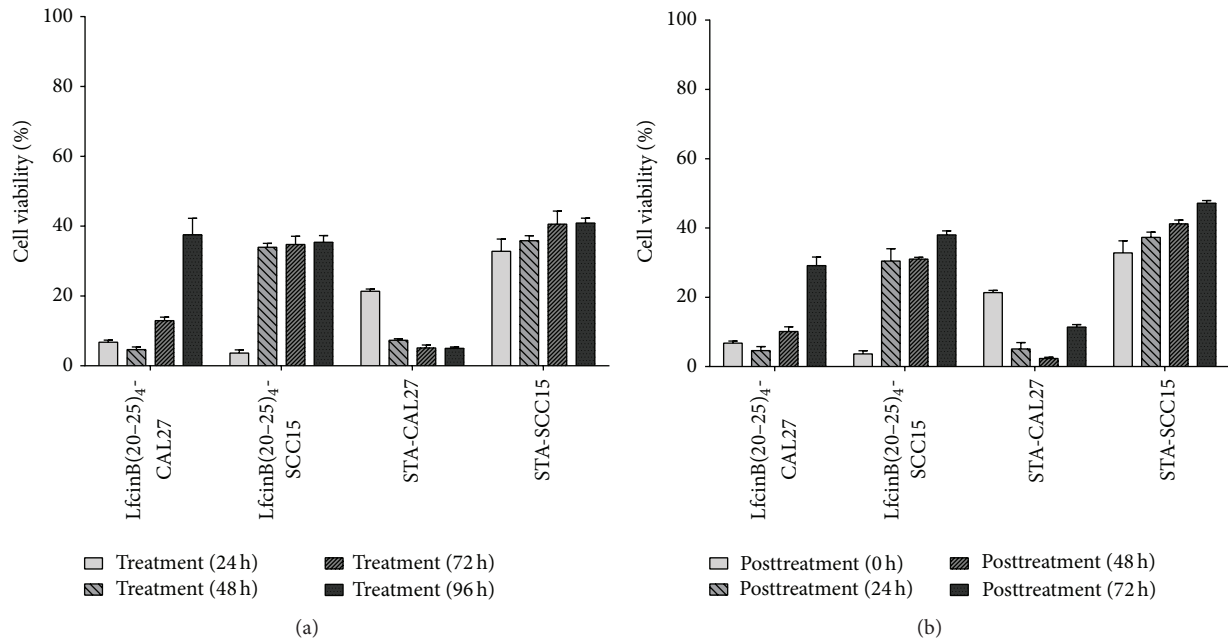 100
80
60
40
20
0
Cell viability (%)
LfcinB(20–25)₄-
CAL27
LfcinB(20–25)₄-
SCC15
STA-CAL27
STA-SCC15
Treatment (24 h)
Treatment (48 h)
Treatment (72 h)
Treatment (96 h)
(a)
100
80
60
40
20
0
Cell viability (%)
LfcinB(20–25)₄-
CAL27
LfcinB(20–25)₄-
SCC15
STA-CAL27
STA-SCC15
Posttreatment (0 h)
Posttreatment (24 h)
Posttreatment (48 h)
Posttreatment (72 h)
(b)